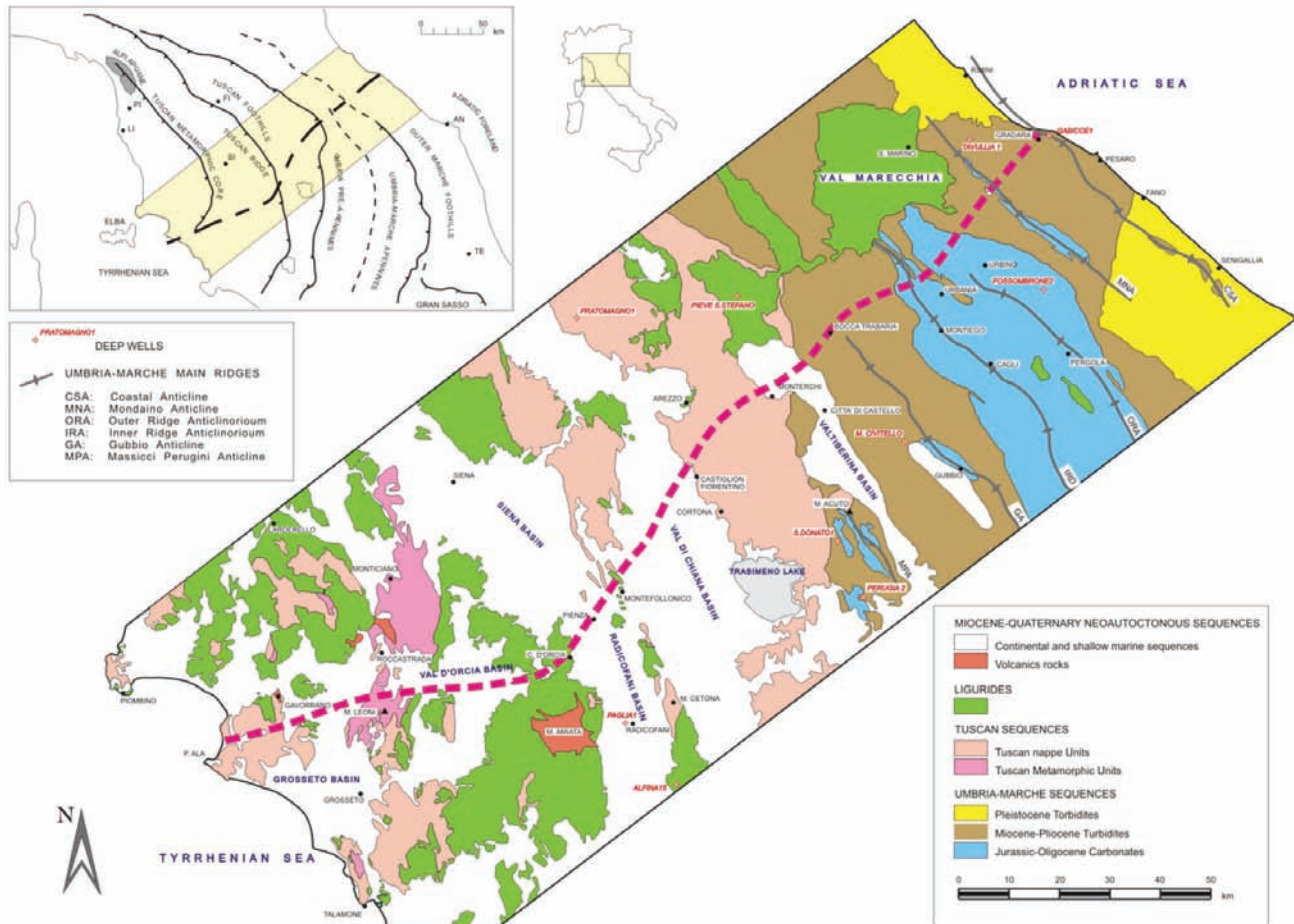 0 50
km
ALPI APUANE
PI
LI
FI
SI
TUSCAN METAMORPHIC CORE
TUSCAN FOOTHILLS
TUSCAN RIDGE
UMBRIA PRE-APENNINES
UMBRIA-MARCHE APENNINES
OUTER MARCHE FOOTHILLS
ADRIATIC FORELAND
AN
TE
ELBA
TYRRHENIAN SEA
GRAN SASSO
PRATOMAGNO1
DEEP WELLS
UMBRIA-MARCHE MAIN RIDGES
CSA: Coastal Anticline
MNA: Mondaino Anticline
ORA: Outer Ridge Anticlinorioum
IRA: Inner Ridge Anticlinorioum
GA: Gubbio Anticline
MPA: Massicci Perugini Anticline
RIMINI
ADRIATIC SEA
GRADARA
GABICCE1
TAVULLIA 1
S. MARINO
PESARO
VAL MARECCHIA
FANO
SENIGALLIA
URBINO
FOSSOMBRONE2
CSA
MNA
URBANIA
PIEVE S.STEFANO
PRATOMAGNO1
BOCCA TRABARIA
MONTIEGO
CAGLI
PERGOLA
AREZZO
MONTERCHI
CITTÀ DI CASTELLO
ORA
M. CIVITELLO
VALTIBERINA BASIN
GUBBIO
IRD
SIENA
CASTIGLION
FIORENTINO
SIENA BASIN
CORTONA
M. ACUTO
GA
S.DONATO1
VAL DI CHIANA BASIN
TRASIMENO LAKE
MPA
PERUGIA 2
MONTICIANO
MONTEFOLLONICO
PIENZA
ROCCASTRADA
C. D'ORCIA
VAL D'ORCIA BASIN
RADICOFANI BASIN
PIOMBINO
GAVORRANO
M. LEONI
M. CETONA
PAGLIA1
RADICOFANI
P. ALA
M. AMIATA
GROSSETO BASIN
GROSSETO
ALFINA15
N
TYRRHENIAN SEA
TALAMONE
MIOCENE-QUATERNARY NEOAUTOCTONOUS SEQUENCES
Continental and shallow marine sequences
Volcanics rocks
LIGURIDES
TUSCAN SEQUENCES
Tuscan nappe Units
Tuscan Metamorphic Units
UMBRIA-MARCHE SEQUENCES
Pleistocene Torbidites
Miocene-Pliocene Turbidites
Jurassic-Oligocene Carbonates
0 10 20 30 40 50
km